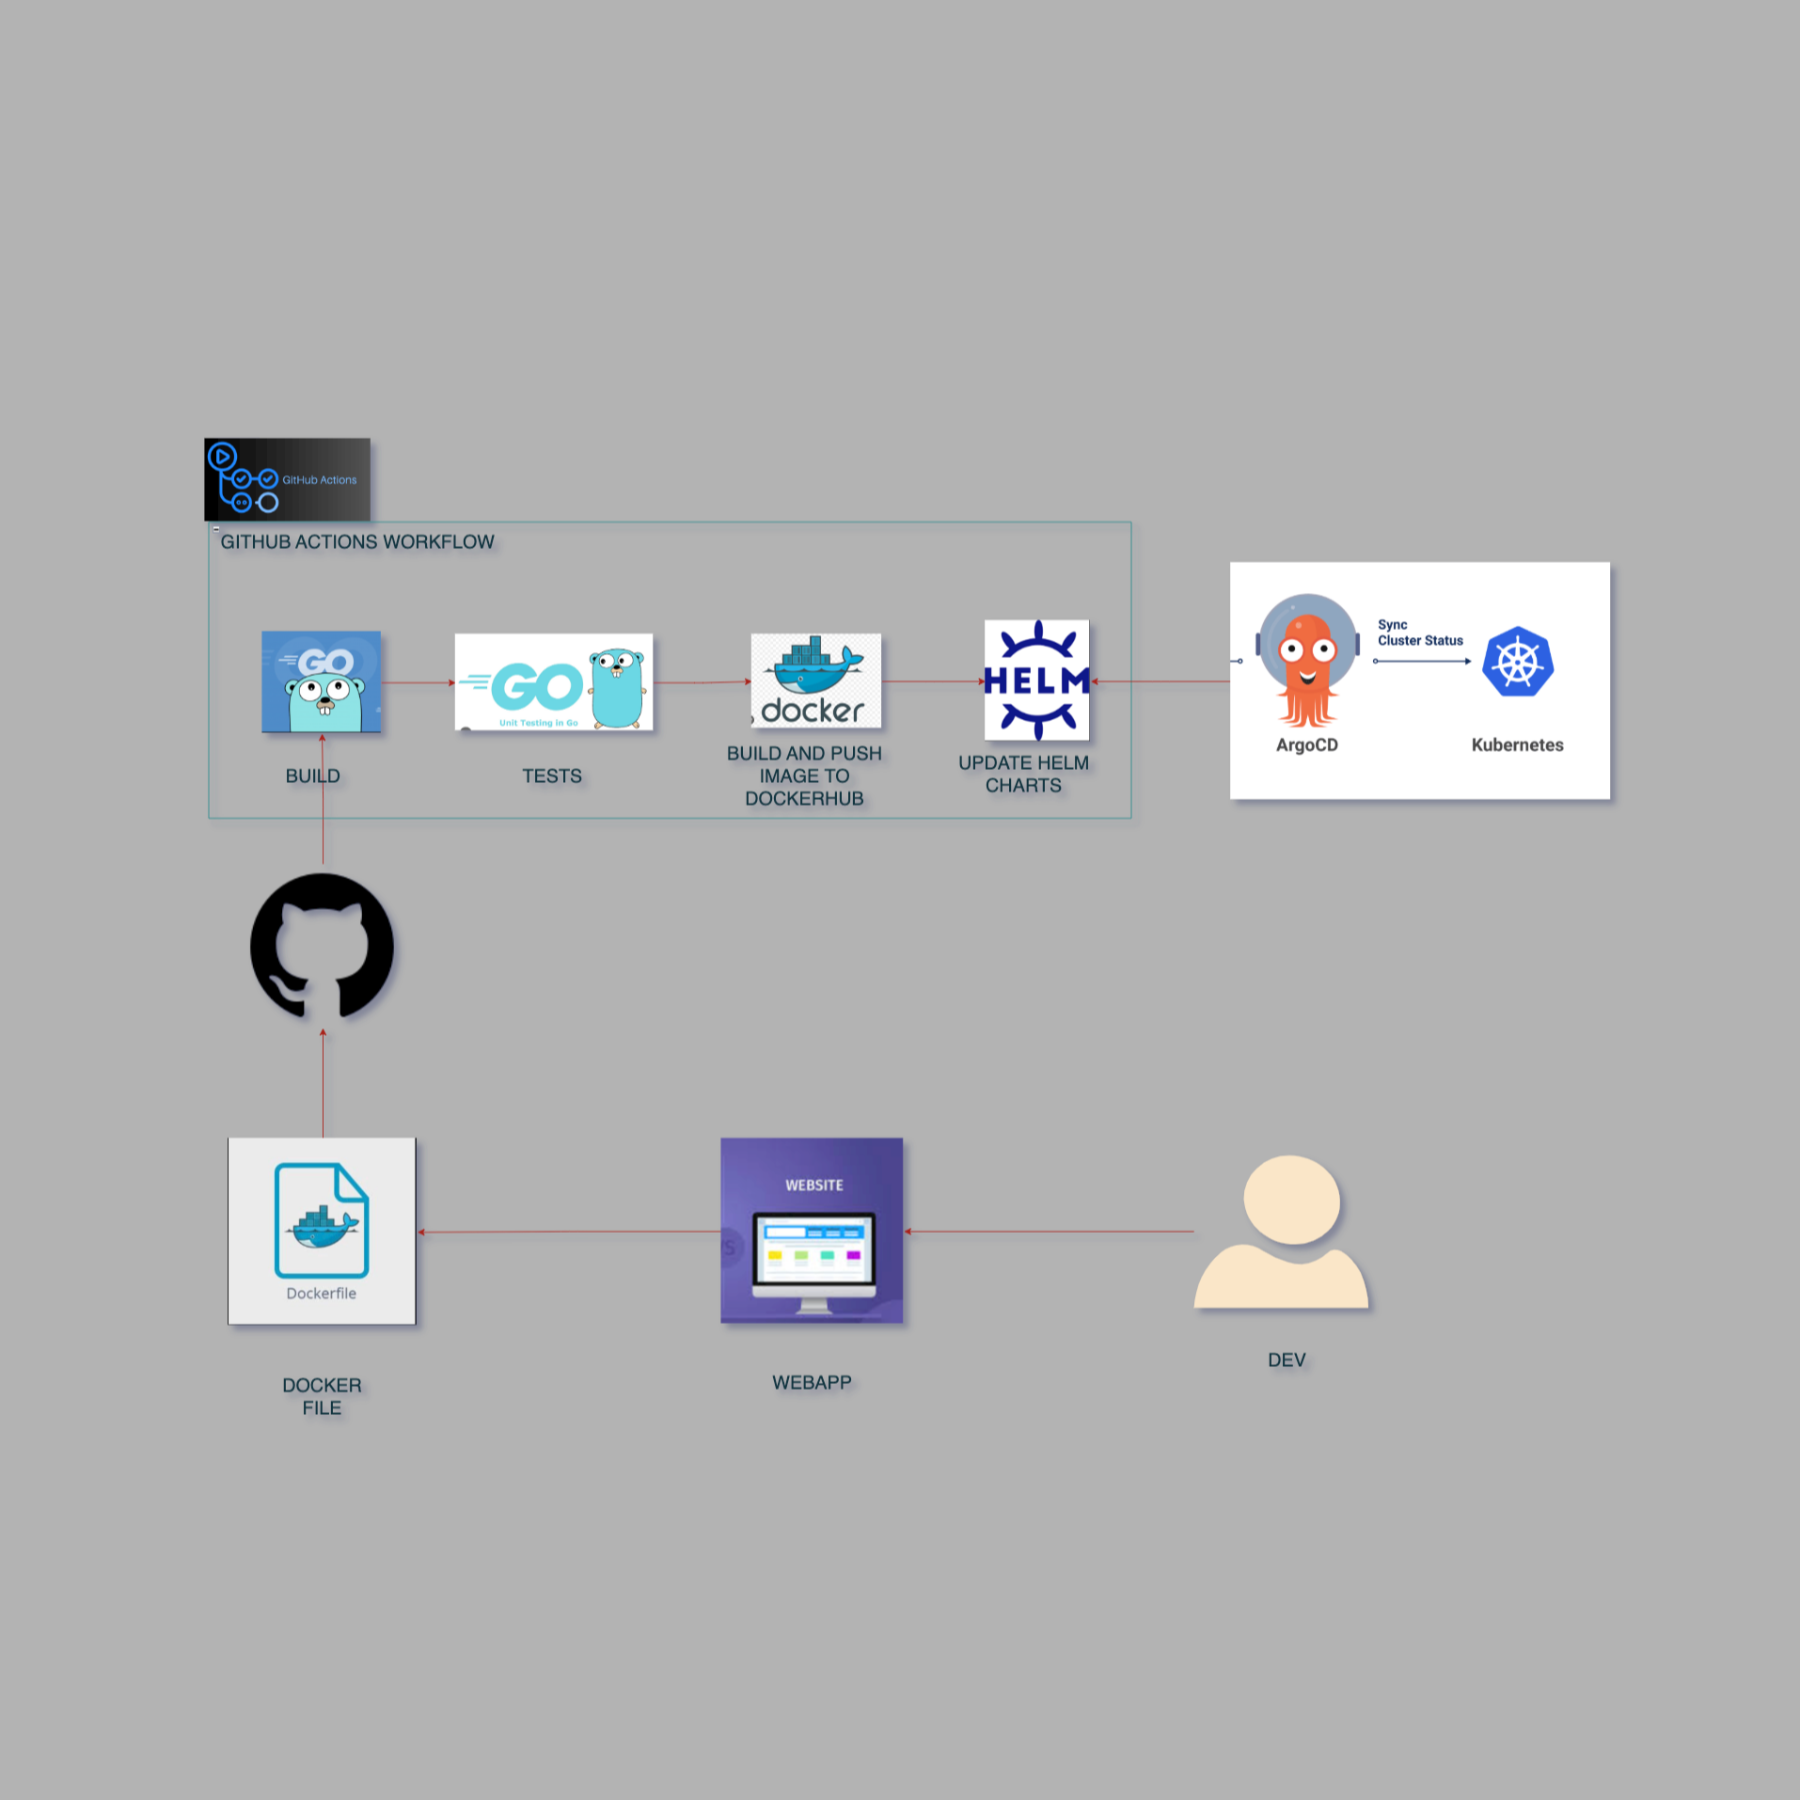 GitHub Actions
GITHUB ACTIONS WORKFLOW
GO
BUILD
GO
Unit Testing in Go
TESTS
docker
BUILD AND PUSH
IMAGE TO
DOCKERHUB
HELM
UPDATE HELM
CHARTS
Sync
Cluster Status
ArgoCD
Kubernetes
Dockerfile
DOCKER
FILE
WEBSITE
WEBAPP
DEV